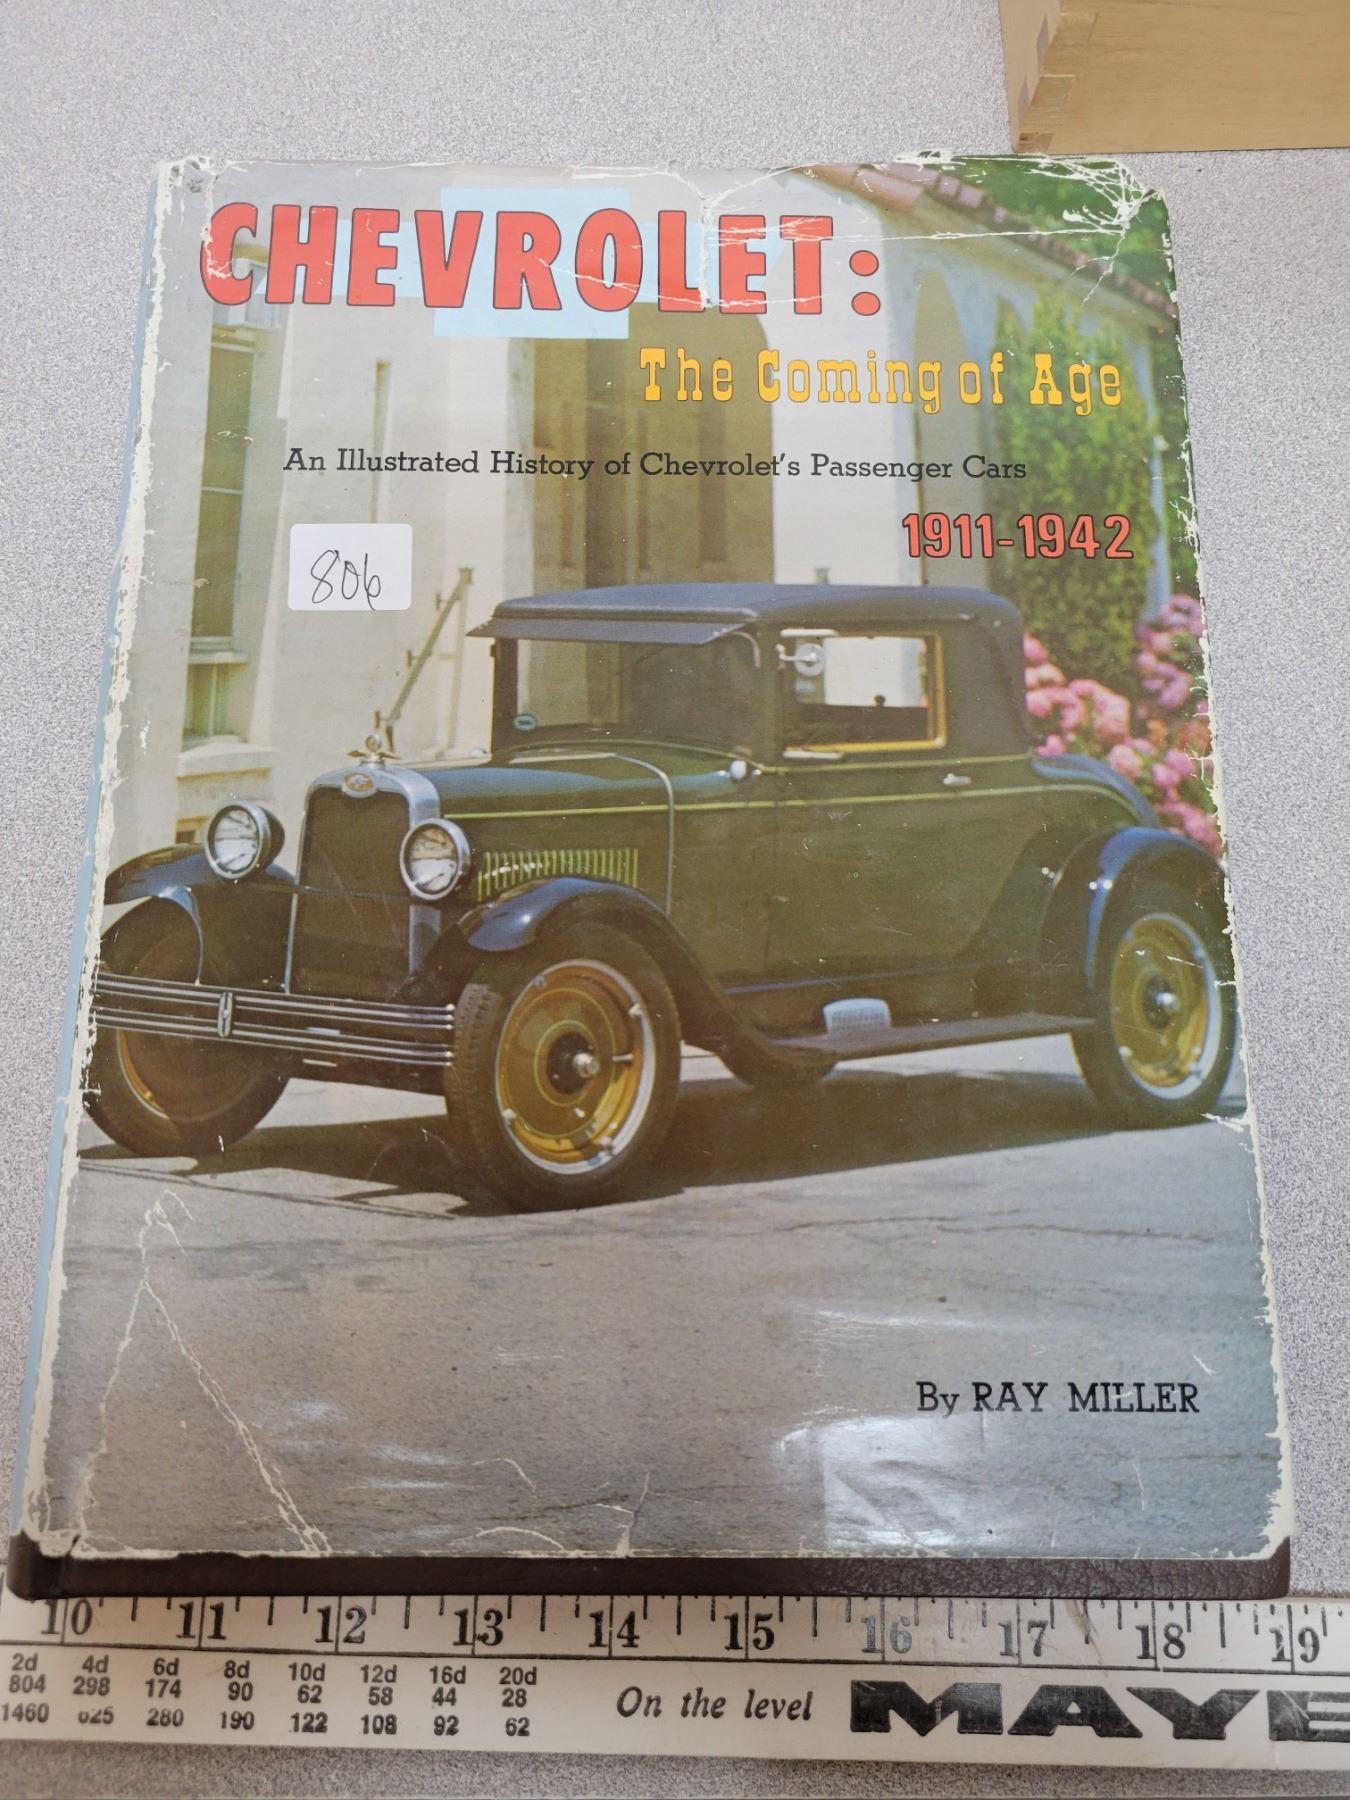 CHEVROLET:
The Coming of Age
An Illustrated History of Chevrolet's Passenger Cars
1911-1942
806
By RAY MILLER
10 11 12 13 14 15 16 17 18 19
2d 4d 6d 8d 10d 12d 16d 20d
804 298 174 90 62 58 44 28
1460 625 280 190 122 108 92 62
On the level MAYE